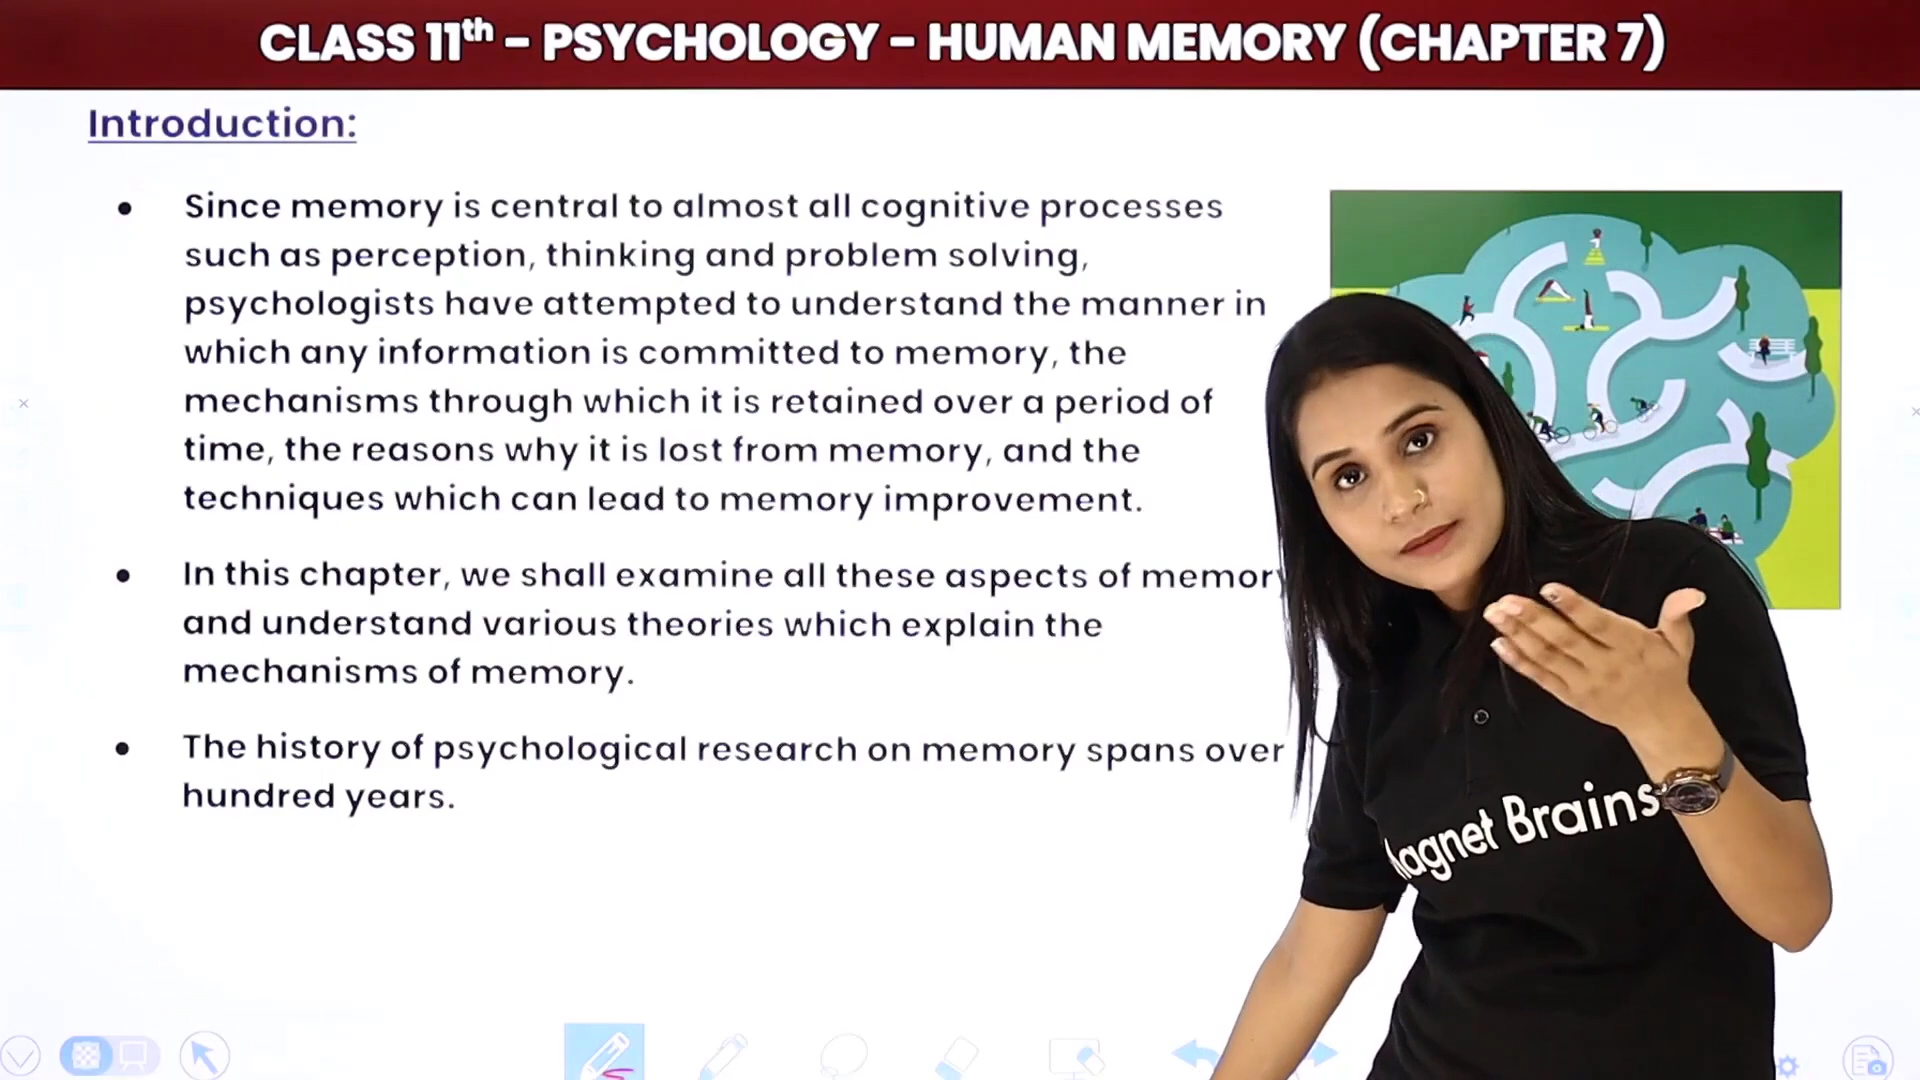 CLASS 11th – PSYCHOLOGY – HUMAN MEMORY (CHAPTER 7)
Introduction:
• Since memory is central to almost all cognitive processes
such as perception, thinking and problem solving,
psychologists have attempted to understand the manner in
which any information is committed to memory, the
mechanisms through which it is retained over a period of
time, the reasons why it is lost from memory, and the
techniques which can lead to memory improvement.
• In this chapter, we shall examine all these aspects of memory
and understand various theories which explain the
mechanisms of memory.
• The history of psychological research on memory spans over
hundred years.
Magnet Brains